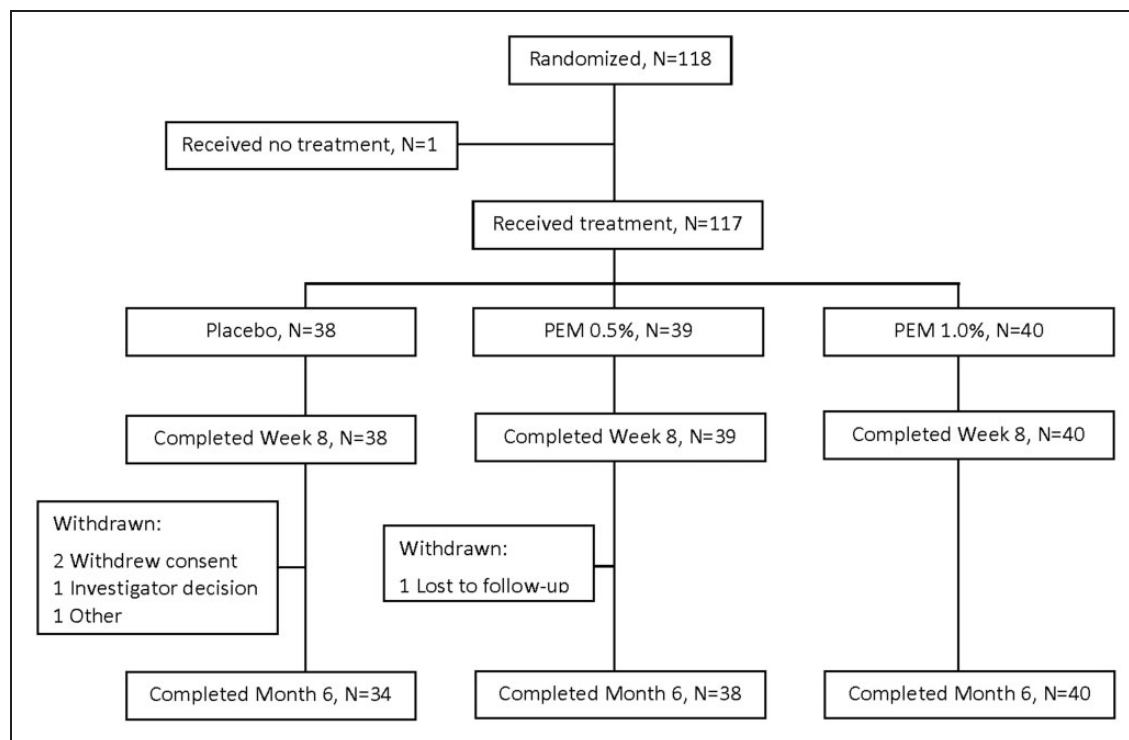 Randomized, N=118
Received no treatment, N=1
Received treatment, N=117
Placebo, N=38
PEM 0.5%, N=39
PEM 1.0%, N=40
Completed Week 8, N=38
Completed Week 8, N=39
Completed Week 8, N=40
Withdrawn:
2 Withdrew consent
1 Investigator decision
1 Other
Withdrawn:
1 Lost to follow-up
Completed Month 6, N=34
Completed Month 6, N=38
Completed Month 6, N=40